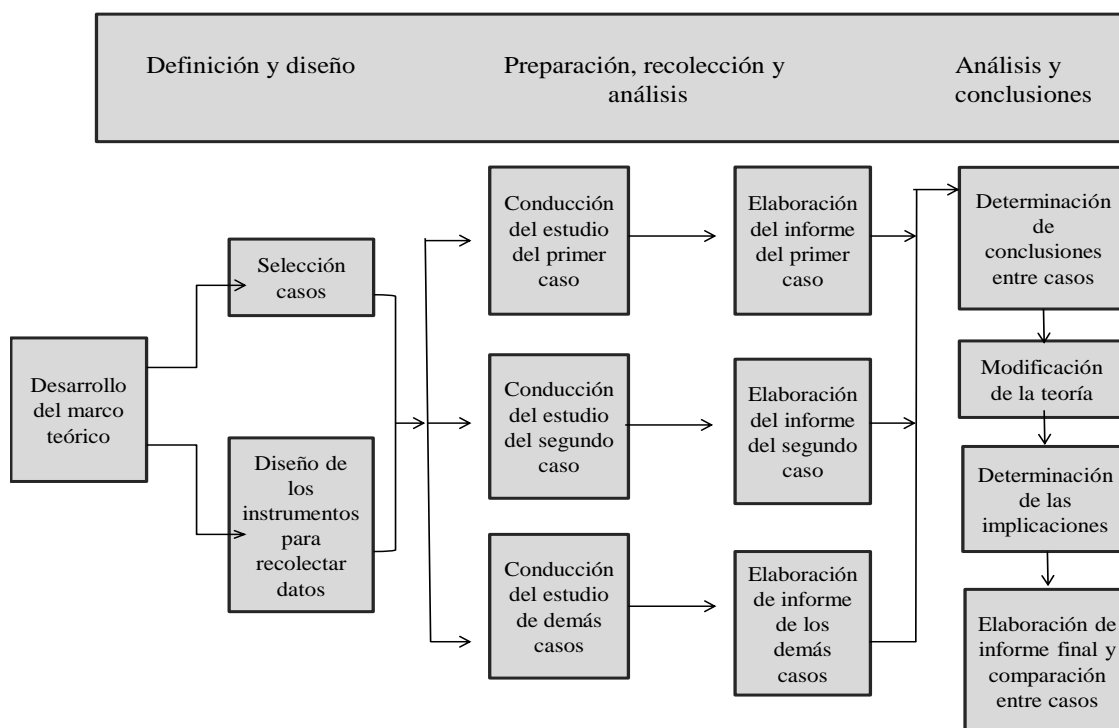 Definición y diseño
Preparación, recolección y
análisis
Análisis y
conclusiones
Desarrollo
del marco
teórico
Selección
casos
Diseño de
los
instrumentos
para
recolectar
datos
Conducción
del estudio
del primer
caso
Elaboración
del informe
del primer
caso
Conducción
del estudio
del segundo
caso
Elaboración
del informe
del segundo
caso
Conducción
del estudio
de demás
casos
Elaboración
de informe
de los
demás
casos
Determinación
de
conclusiones
entre casos
Modificación
de la teoría
Determinación
de las
implicaciones
Elaboración de
informe final y
comparación
entre casos